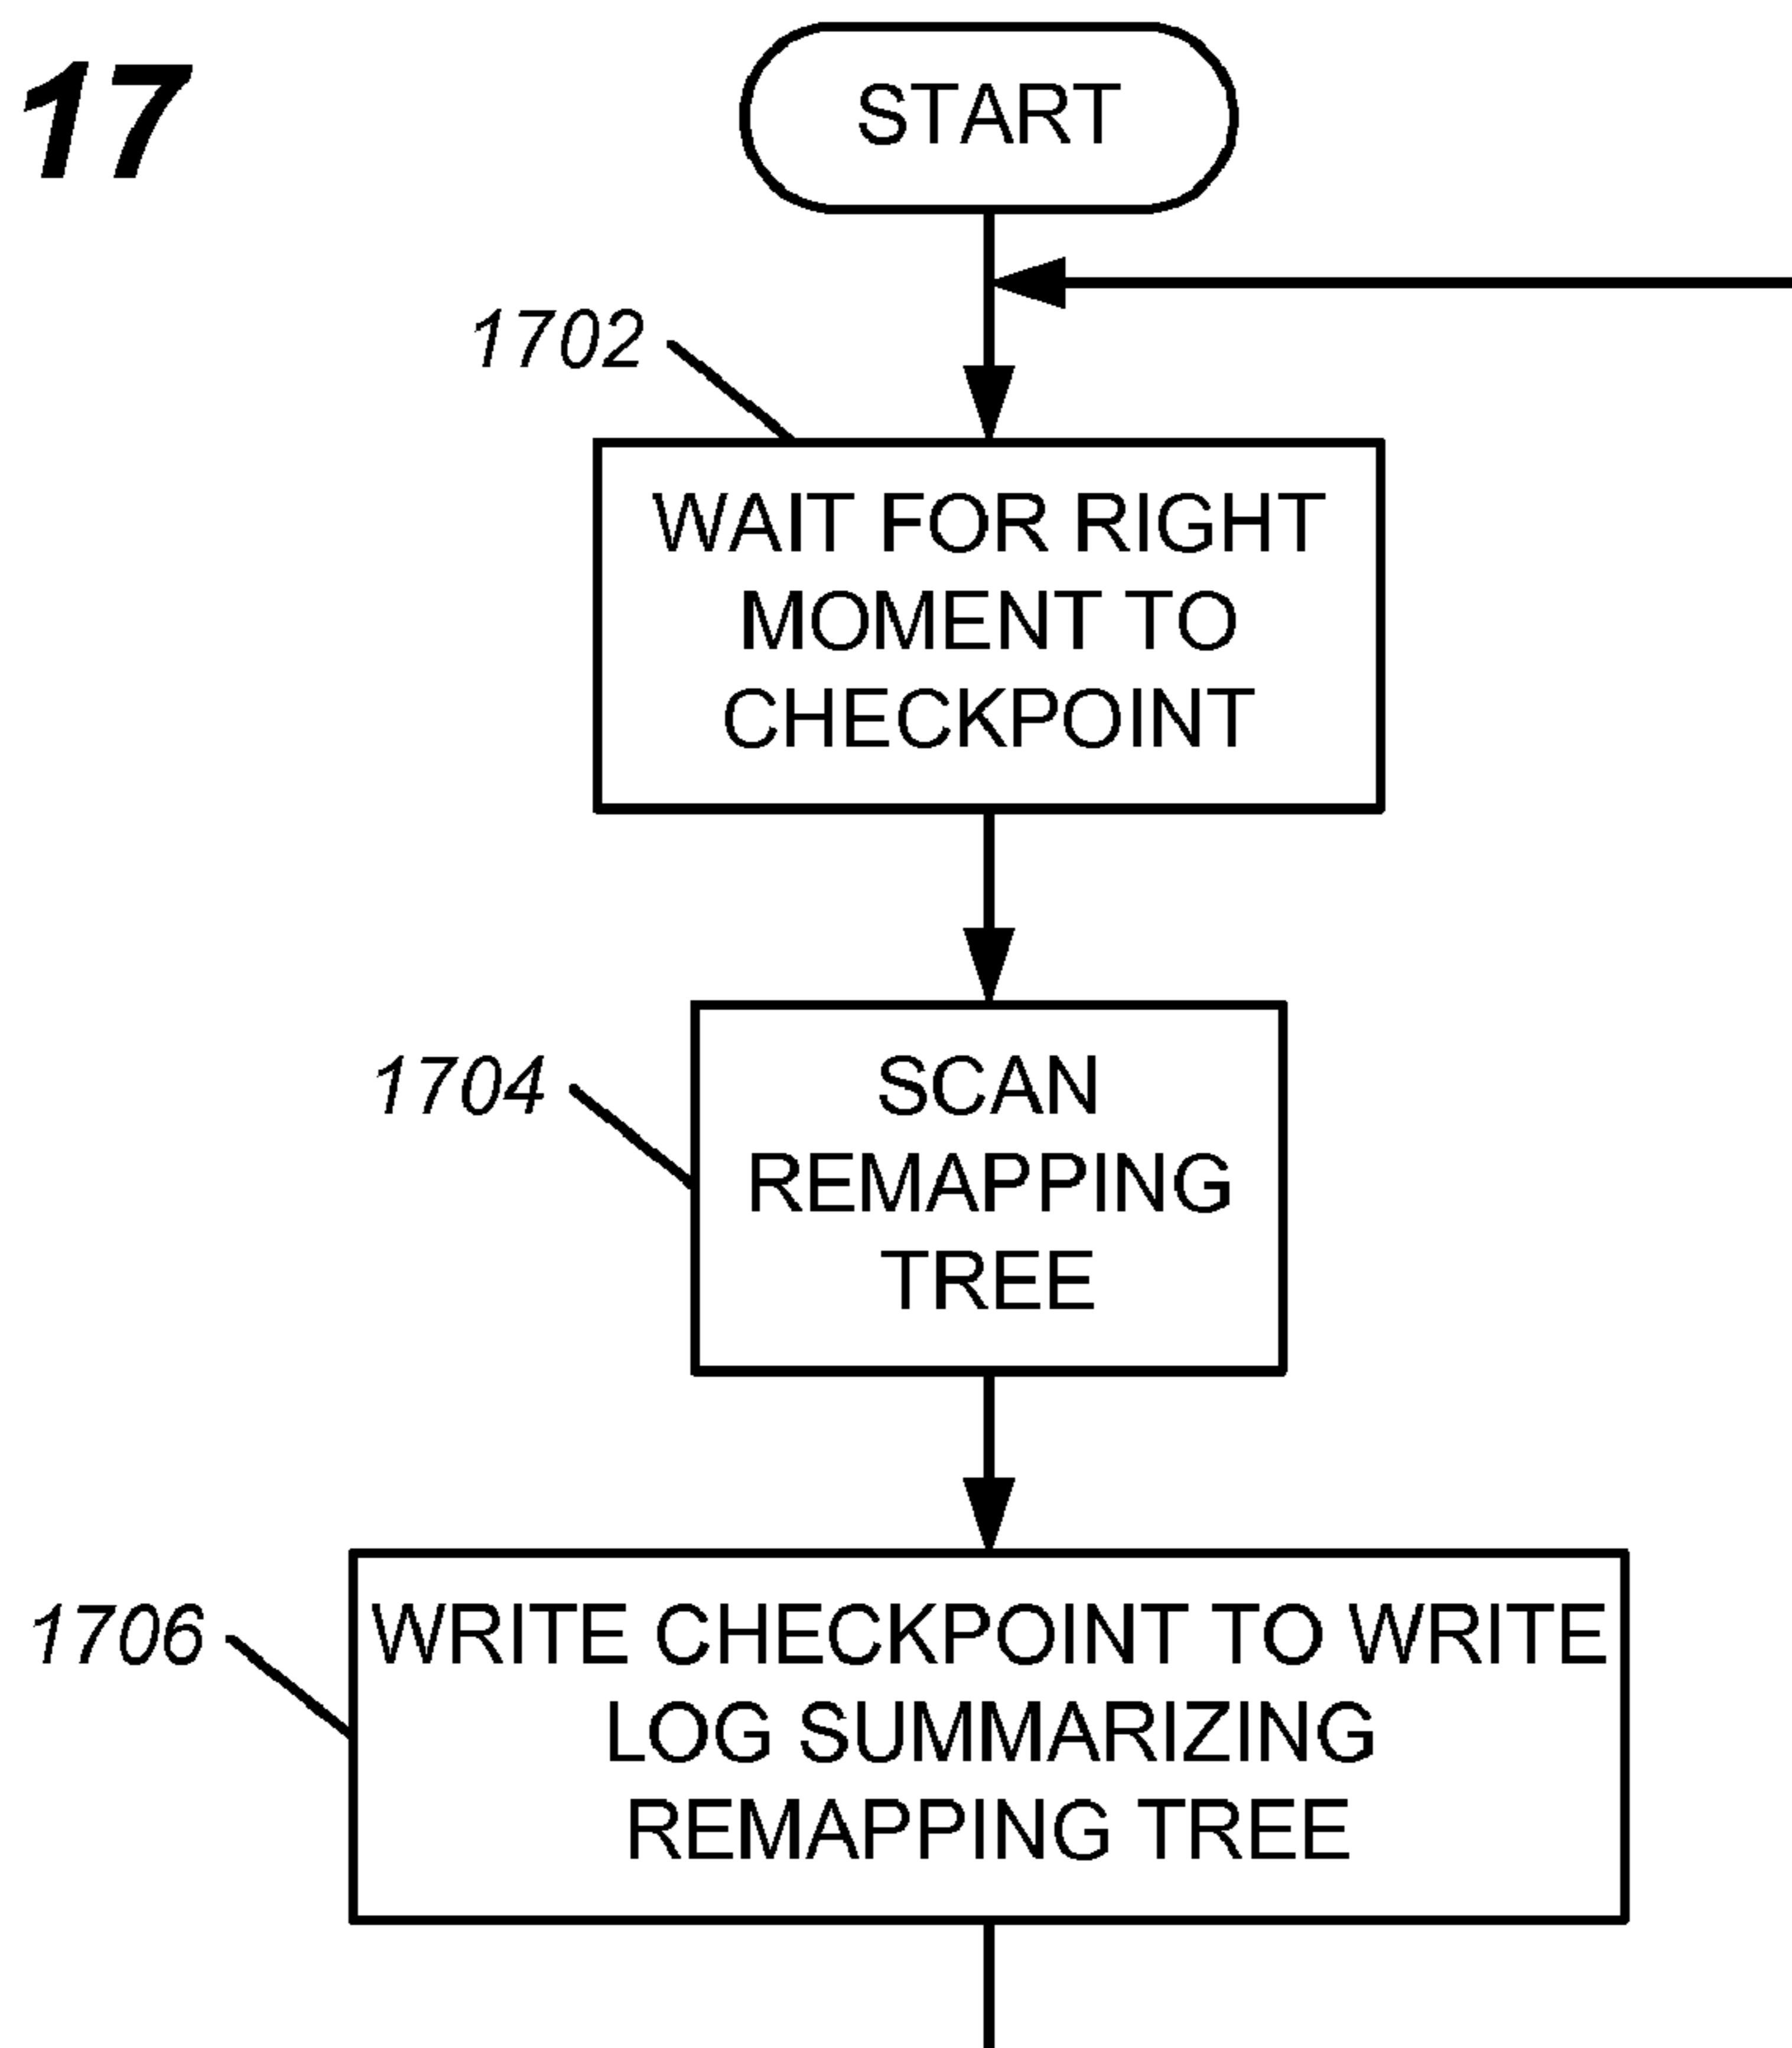 17
START
1702
WAIT FOR RIGHT
MOMENT TO
CHECKPOINT
1704
SCAN
REMAPPING
TREE
1706
WRITE CHECKPOINT TO WRITE
LOG SUMMARIZING
REMAPPING TREE